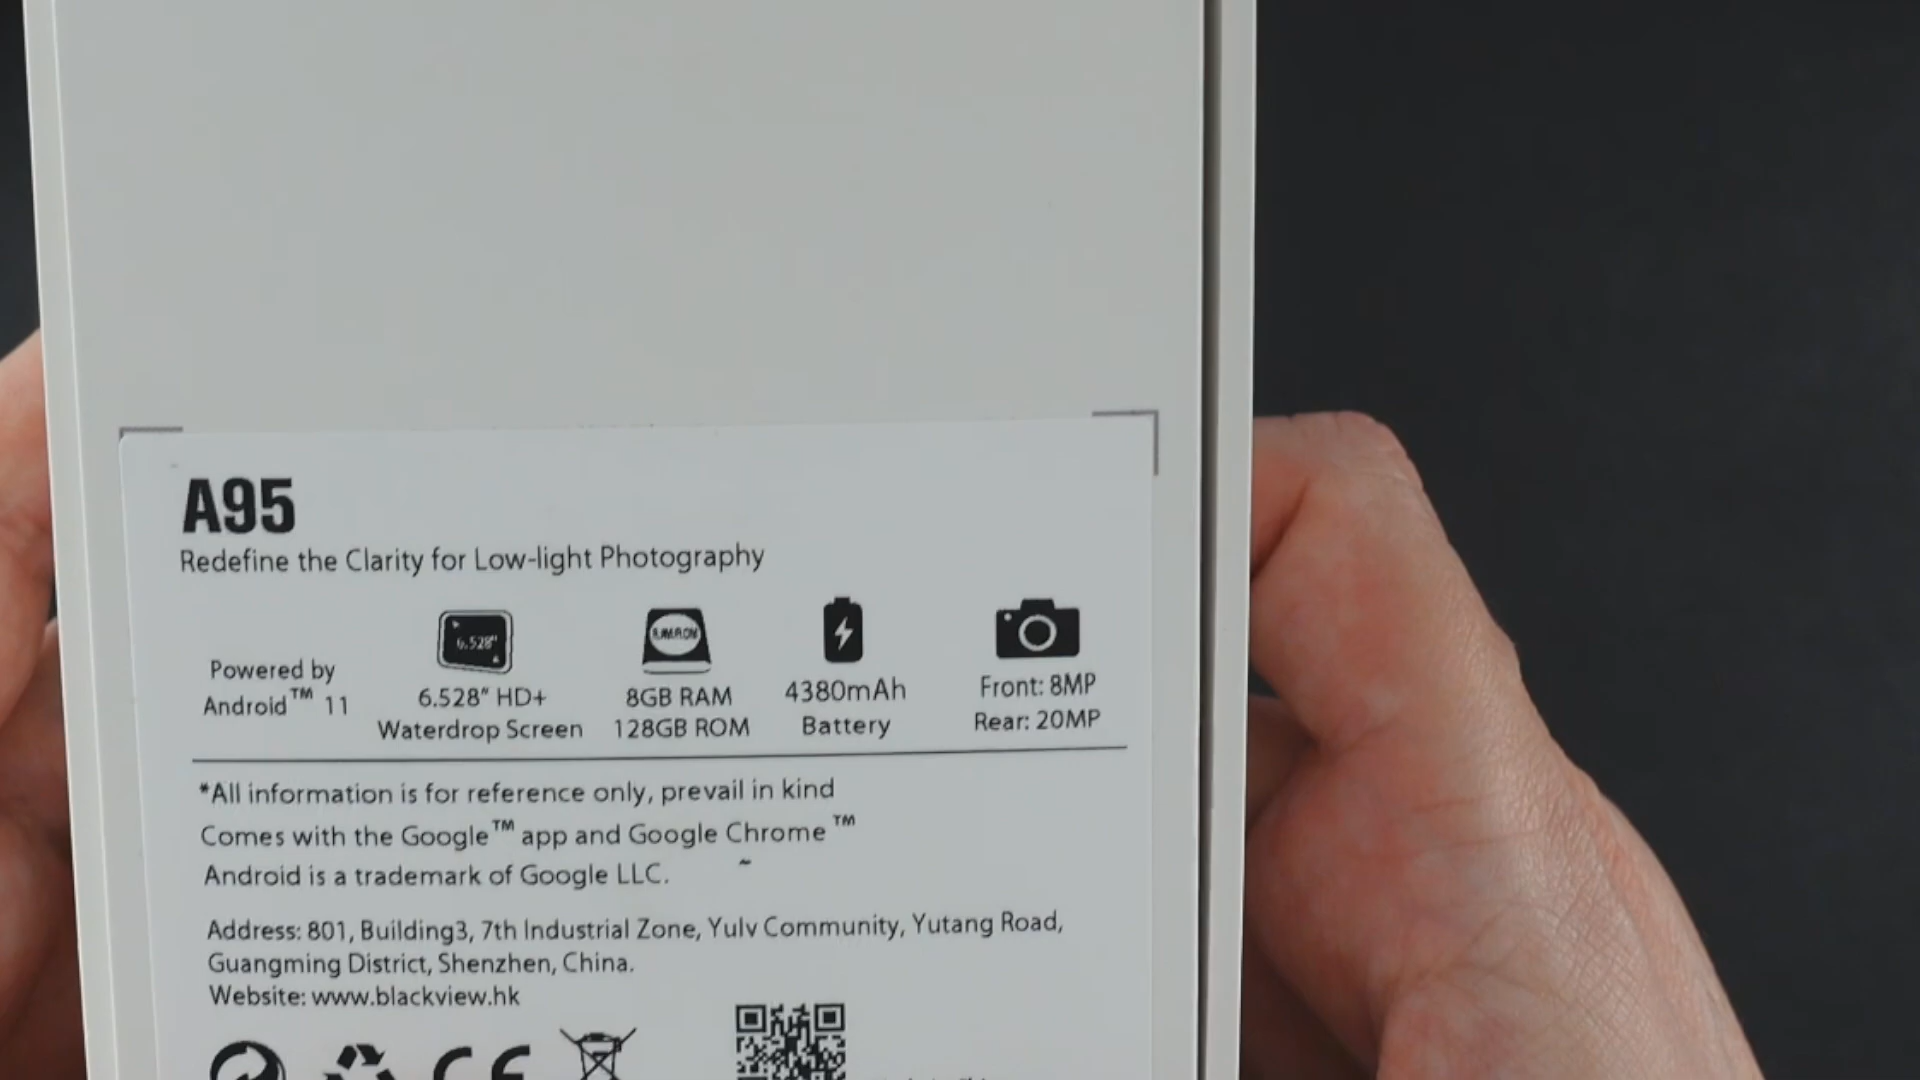 A95
Redefine the Clarity for Low-light Photography
6.528"
Powered by
Android™ 11
6.528" HD+
Waterdrop Screen
8GB RAM
128GB ROM
4380mAh
Battery
Front: 8MP
Rear: 20MP
*All information is for reference only, prevail in kind
Comes with the Google™ app and Google Chrome™
Android is a trademark of Google LLC.
Address: 801, Building3, 7th Industrial Zone, Yulv Community, Yutang Road,
Guangming District, Shenzhen, China.
Website: www.blackview.hk
CE